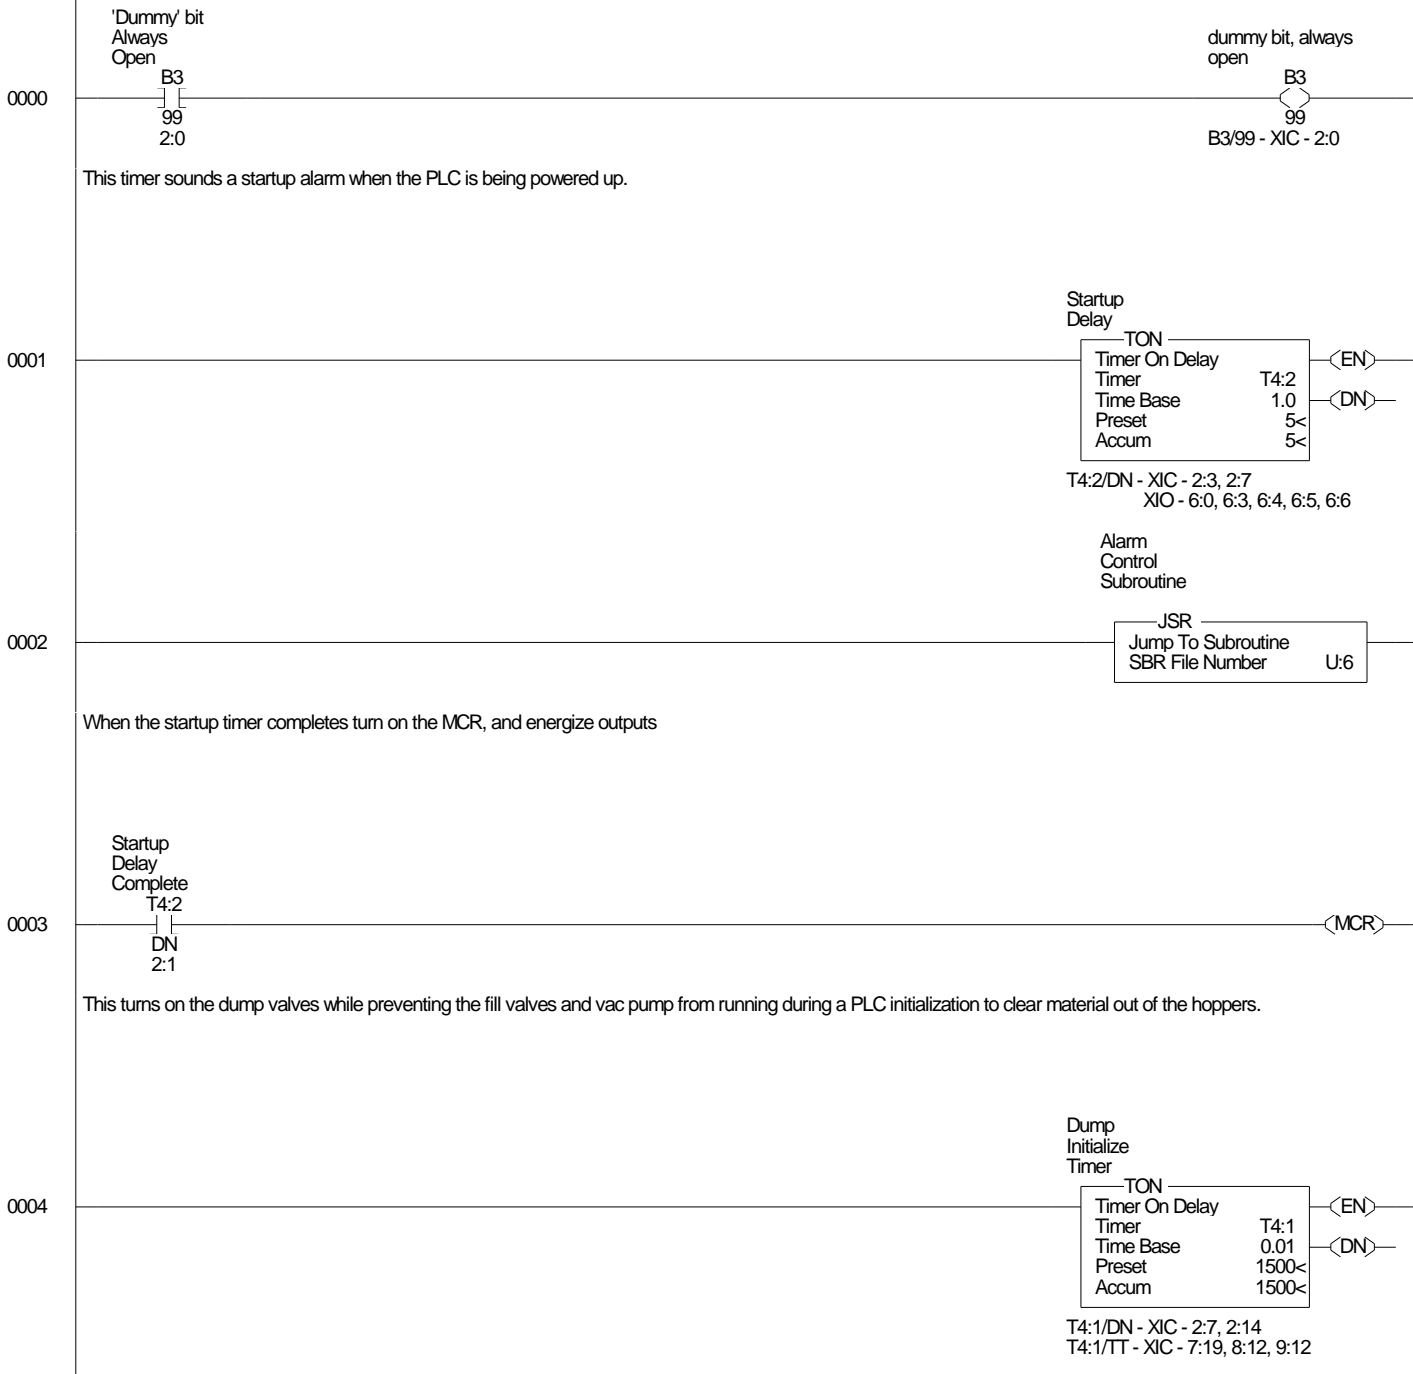 'Dummy' bit
Always
Open
B3
99
2:0
dummy bit, always
open
B3
99
B3/99 - XIC - 2:0
0000
This timer sounds a startup alarm when the PLC is being powered up.
Startup
Delay
0001
TON
Timer On Delay
Timer T4:2
Time Base 1.0
Preset 5<
Accum 5<
EN
DN
T4:2/DN - XIC - 2:3, 2:7
XIO - 6:0, 6:3, 6:4, 6:5, 6:6
Alarm
Control
Subroutine
0002
JSR
Jump To Subroutine
SBR File Number U:6
When the startup timer completes turn on the MCR, and energize outputs
Startup
Delay
Complete
T4:2
0003
DN
2:1
MCR
This turns on the dump valves while preventing the fill valves and vac pump from running during a PLC initialization to clear material out of the hoppers.
Dump
Initialize
Timer
0004
TON
Timer On Delay
Timer T4:1
Time Base 0.01
Preset 1500<
Accum 1500<
EN
DN
T4:1/DN - XIC - 2:7, 2:14
T4:1/TT - XIC - 7:19, 8:12, 9:12